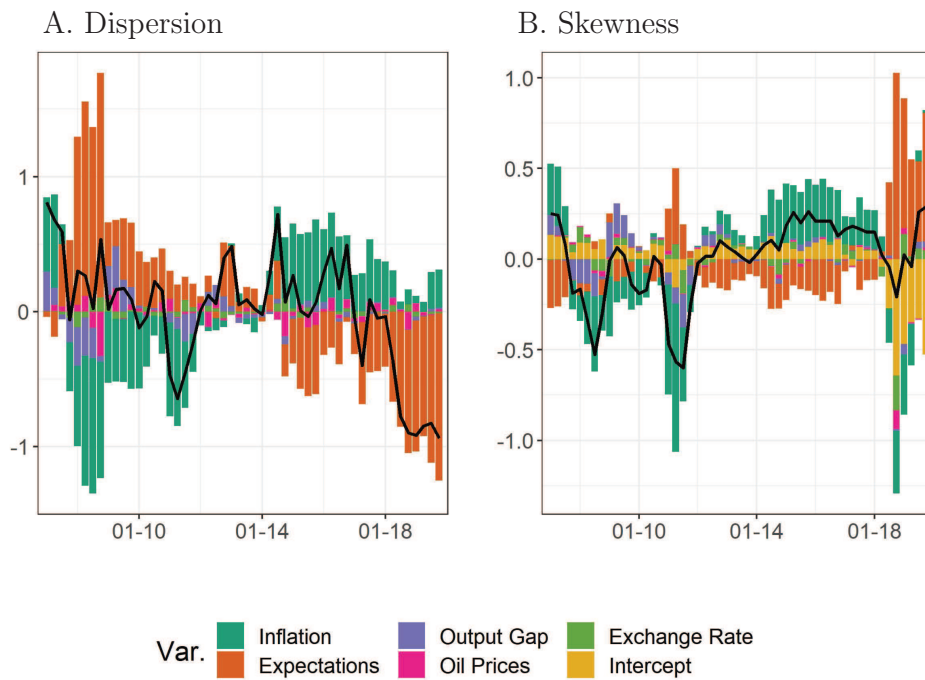 A. Dispersion
B. Skewness
1
0
-1
01-10
01-14
01-18
1.0
0.5
0.0
-0.5
-1.0
01-10
01-14
01-18
Var.
Inflation
Output Gap
Exchange Rate
Expectations
Oil Prices
Intercept